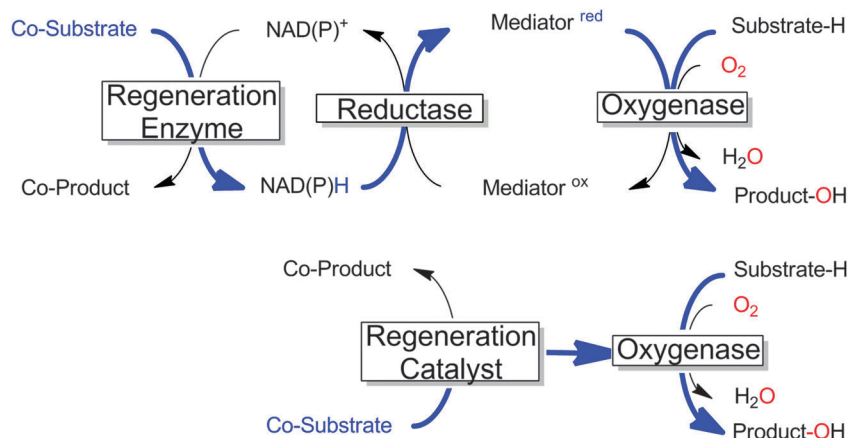 Co-Substrate
NAD(P)⁺
Mediator ʳᵉᵈ
Substrate-H
O₂
Regeneration
Enzyme
Reductase
Oxygenase
H₂O
Co-Product
NAD(P)H
Mediator ᵒˣ
Product-OH
Co-Product
Substrate-H
O₂
Regeneration
Catalyst
Oxygenase
H₂O
Co-Substrate
Product-OH